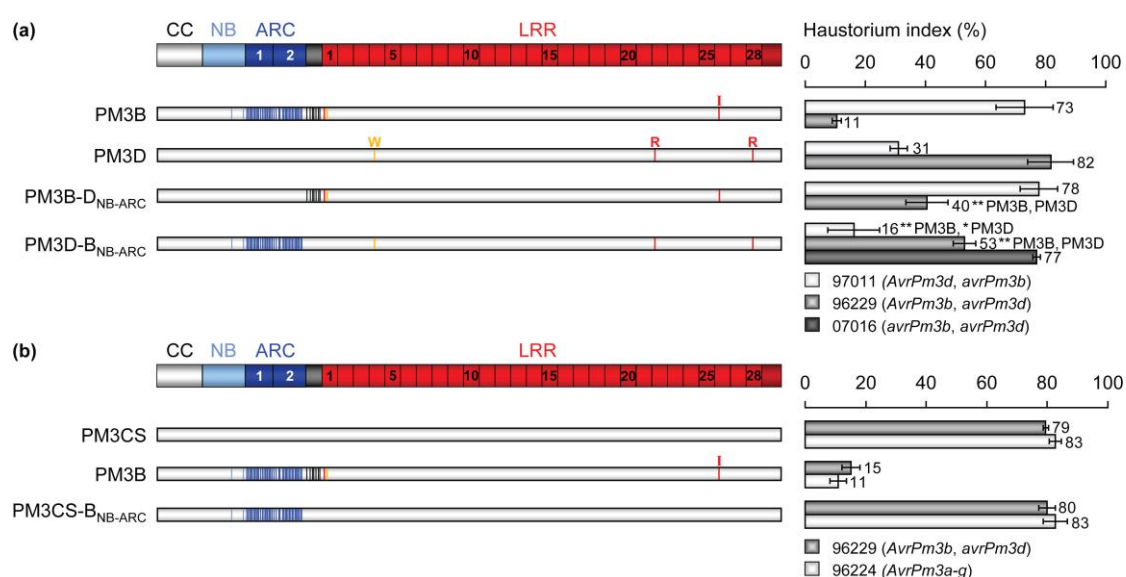 (a)
CC NB ARC LRR
1 2 1 5 10 15 20 25 28
Haustorium index (%)
0 20 40 60 80 100
PM3B
I
73
11
PM3D
W R R
31
82
PM3B-D_NB-ARC
78
40 ** PM3B, PM3D
PM3D-B_NB-ARC
16 ** PM3B, * PM3D
53 ** PM3B, PM3D
77
97011 (AvrPm3d, avrPm3b)
96229 (AvrPm3b, avrPm3d)
07016 (avrPm3b, avrPm3d)
(b)
CC NB ARC LRR
1 2 1 5 10 15 20 25 28
0 20 40 60 80 100
PM3CS
79
83
PM3B
I
15
11
PM3CS-B_NB-ARC
80
83
96229 (AvrPm3b, avrPm3d)
96224 (AvrPm3a-g)